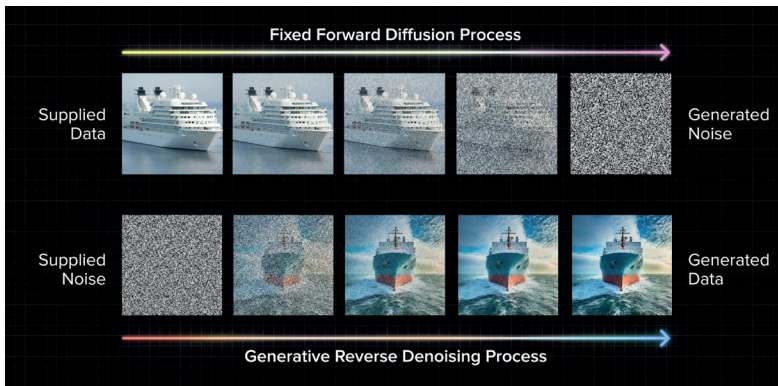 Fixed Forward Diffusion Process
Supplied
Data
Generated
Noise
Supplied
Noise
Generated
Data
Generative Reverse Denoising Process